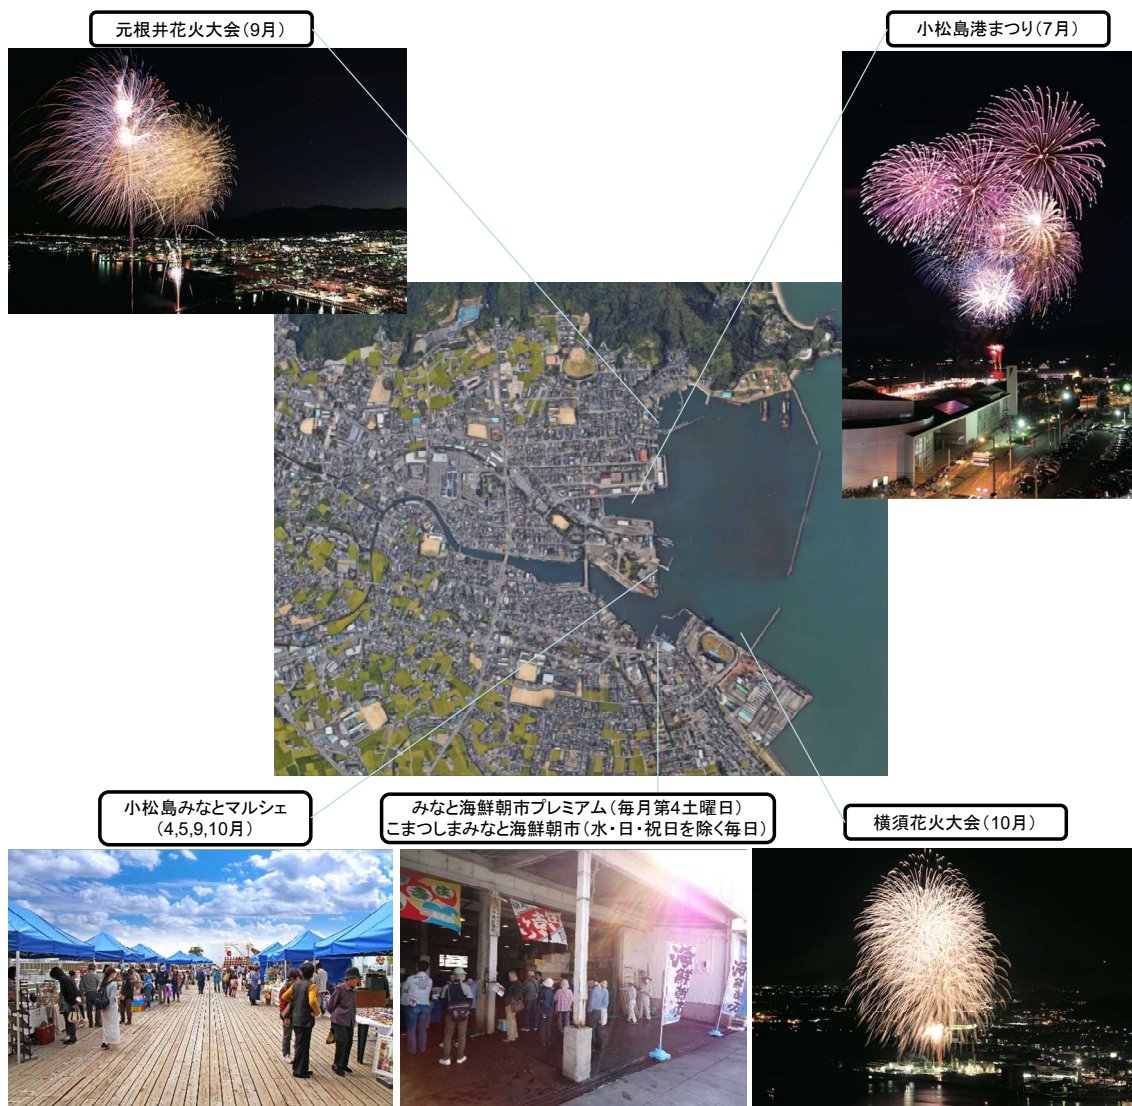 元根井花火大会(9月)
小松島港まつり(7月)
小松島みなとマルシェ
(4,5,9,10月)
みなと海鮮朝市プレミアム(毎月第4土曜日)
こまつしまみなと海鮮朝市(水・日・祝日を除く毎日)
横須花火大会(10月)